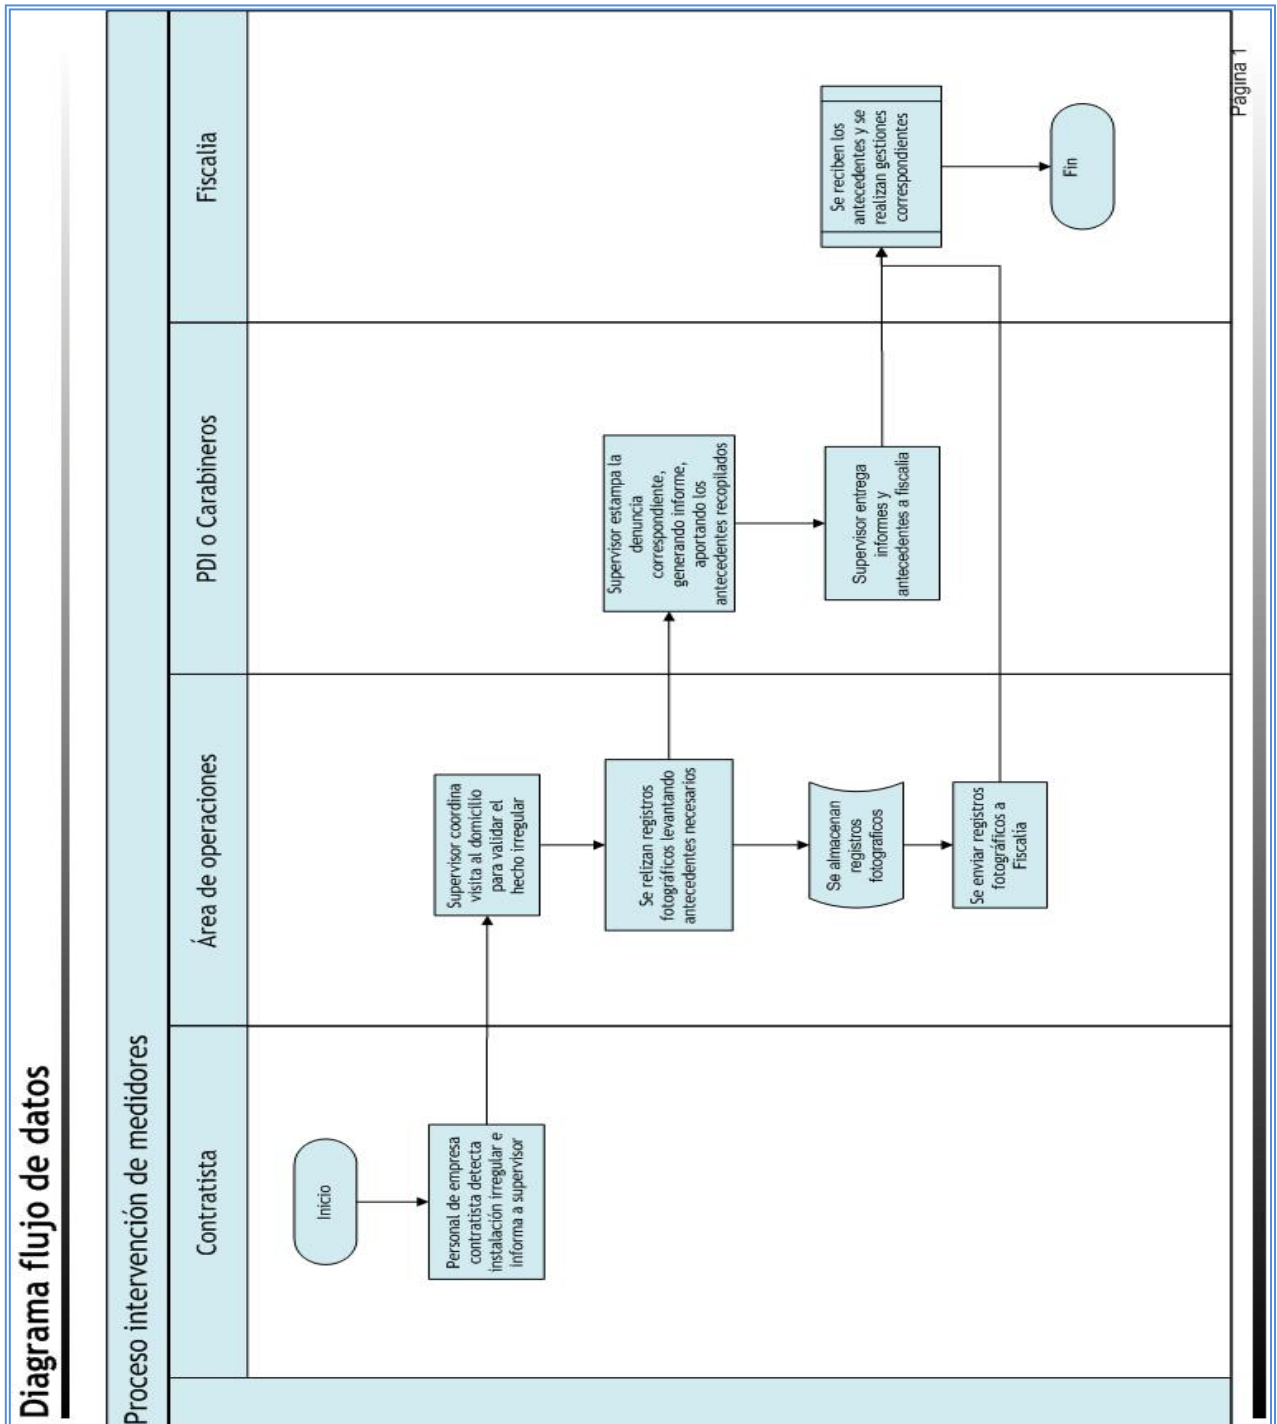 Diagrama flujo de datos
Proceso intervención de medidores
Contratista
Área de operaciones
PDI o Carabineros
Fiscalia
Inicio
Personal de empresa
contratista detecta
instalación irregular e
informa a supervisor
Supervisor coordina
visita al domicilio
para validar el
hecho irregular
Se relizan registros
fotográficos levantando
antecedentes necesarios
Se almacenan
registros
fotograficos
Se enviar registros
fotográficos a
Fiscalia
Supervisor estampa la
denuncia
correspondiente,
generando informe,
aportando los
antecedentes recopilados
Supervisor entrega
informes y
antecedentes a fiscalia
Se reciben los
antecedentes y se
realizan gestiones
correspondientes
Fin
Página 1